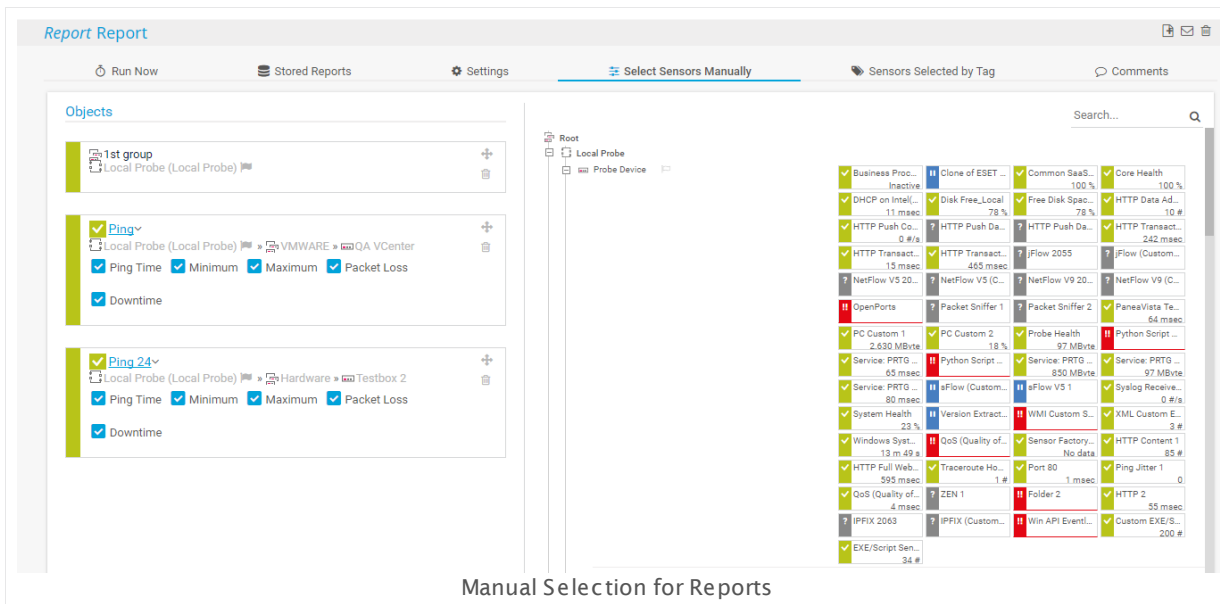 Report Report
Run Now
Stored Reports
Settings
Select Sensors Manually
Sensors Selected by Tag
Comments
Objects
1st group
Local Probe (Local Probe)
Ping
Local Probe (Local Probe) » VMWARE » QA VCenter
Ping Time Minimum Maximum Packet Loss
Downtime
Ping 24
Local Probe (Local Probe) » Hardware » Testbox 2
Ping Time Minimum Maximum Packet Loss
Downtime
Search...
Root
Local Probe
Probe Device
Business Proc... Clone of ESET ... Common SaaS... Core Health
Inactive 100 % 100 %
DHCP on Intel(... Disk Free_Local Free Disk Spac... HTTP Data Ad...
11 msec 78 % 78 % 10 #
HTTP Push Co... HTTP Push Da... HTTP Push Da... HTTP Transact...
0 #/s 242 msec
HTTP Transact... HTTP Transact... jFlow 2055 jFlow (Custom...
15 msec 465 msec
NetFlow V5 20... NetFlow V5 (C... NetFlow V9 20... NetFlow V9 (C...
OpenPorta Packet Sniffer 1 Packet Sniffer 2 PaneaVista Te...
64 msec
PC Custom 1 PC Custom 2 Probe Health Python Script ...
2,630 MByte 18 % 97 MByte
Service: PRTG ... Python Script ... Service: PRTG ... Service: PRTG ...
65 msec 850 MByte 97 MByte
Service: PRTG ... sFlow (Custom... sFlow V5 1 Syslog Receive...
80 msec 0 #/s
System Health Version Extract... WMI Custom S... XML Custom E...
23 % 3 #
Windows Syst... QoS (Quality of... Sensor Factory... HTTP Content 1
13 m 49 s No data 85 #
HTTP Full Web... Traceroute Ho... Port 80 Ping Jitter 1
595 msec 1 # 1 msec 0
QoS (Quality of... ZEN 1 Folder 2 HTTP 2
4 msec 55 msec
IPFIX 2063 IPFIX (Custom... Win API Eventl... Custom EXE/S...
200 #
EXE/Script Sen...
34 #
Manual Selection for Reports